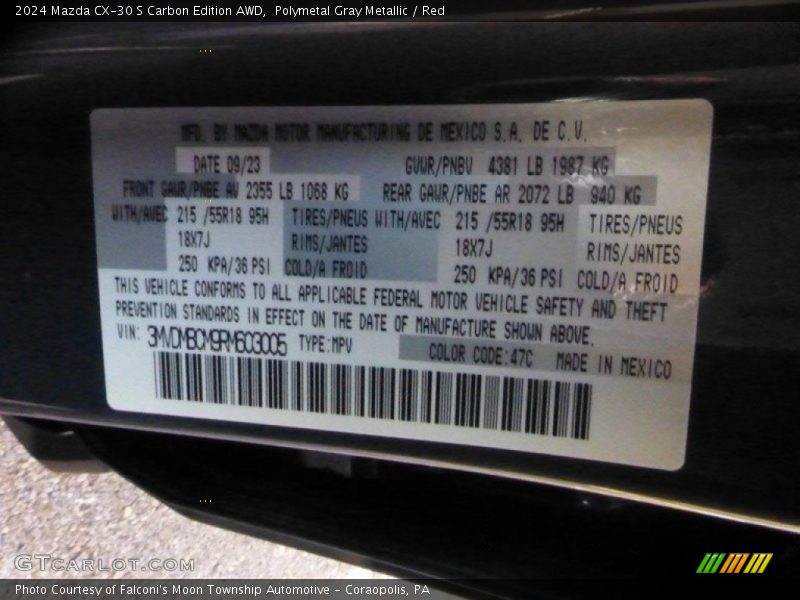 2024 Mazda CX-30 S Carbon Edition AWD,  Polymetal Gray Metallic / Red
MFD. BY MAZDA MOTOR MANUFACTURING DE MEXICO S.A. DE C.V.
DATE 09/23 GVWR/PNBV 4381 LB 1987 KG
FRONT GAWR/PNBE AV 2355 LB 1068 KG REAR GAWR/PNBE AR 2072 LB 940 KG
WITH/AVEC 215 /55R18 95H TIRES/PNEUS WITH/AVEC 215 /55R18 95H TIRES/PNEUS
18X7J RIMS/JANTES 18X7J RIMS/JANTES
250 KPA/36 PSI COLD/A FROID 250 KPA/36 PSI COLD/A FROID
THIS VEHICLE CONFORMS TO ALL APPLICABLE FEDERAL MOTOR VEHICLE SAFETY AND THEFT
PREVENTION STANDARDS IN EFFECT ON THE DATE OF MANUFACTURE SHOWN ABOVE.
VIN: 3MVDMBCM9RM603005 TYPE:MPV COLOR CODE:47C MADE IN MEXICO
GTCARLOT.COM
Photo Courtesy of Falconi's Moon Township Automotive - Coraopolis, PA